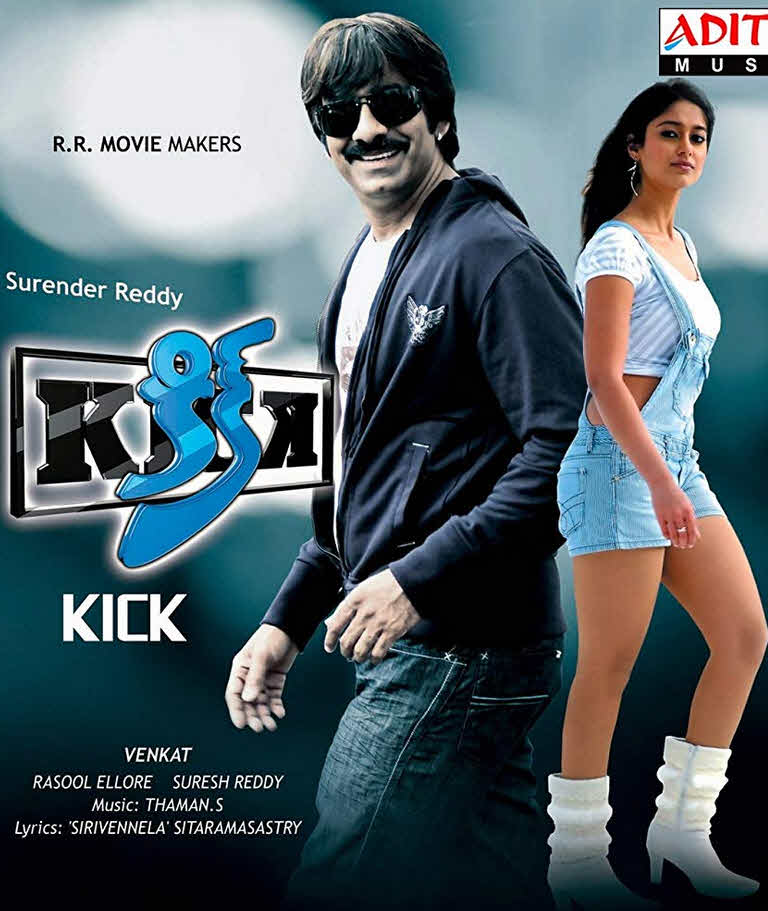 ADIT
MUS
R.R. MOVIE MAKERS
Surender Reddy
కిక్
KICK
VENKAT
RASOOL ELLORE SURESH REDDY
Music: THAMAN.S
Lyrics: 'SIRIVENNELA' SITARAMASASTRY